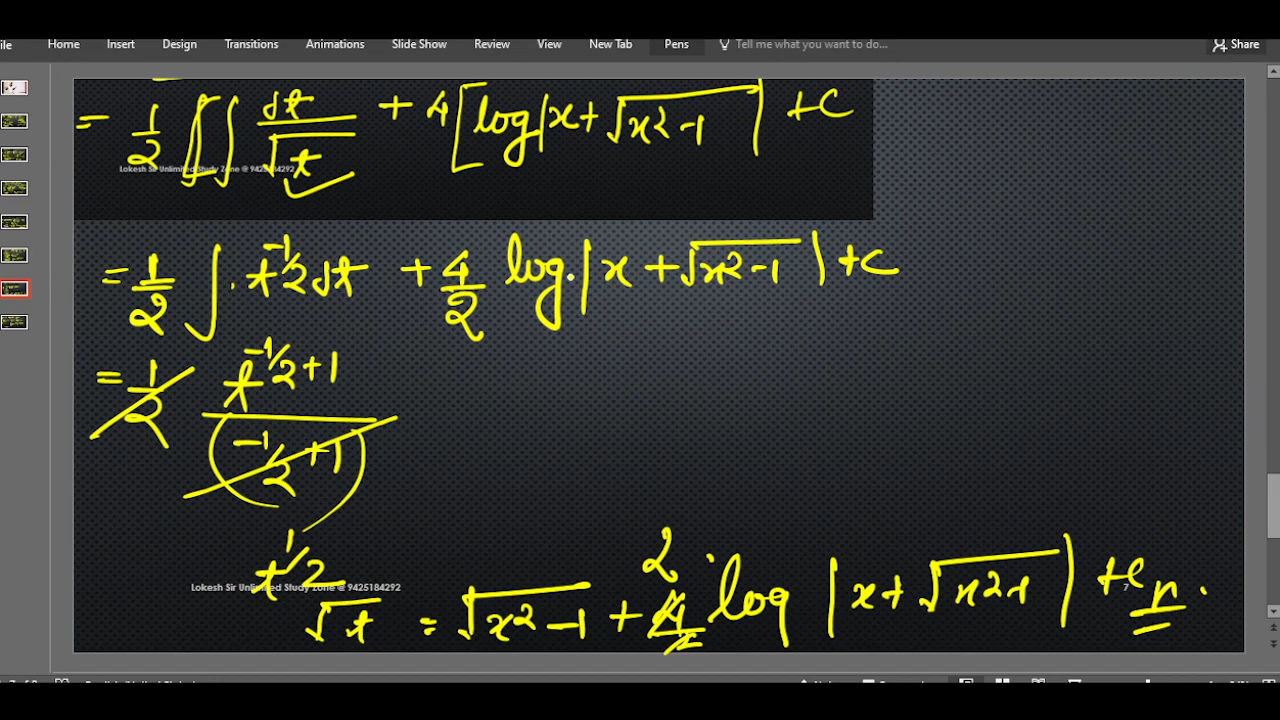 File Home Insert Design Transitions Animations Slide Show Review View New Tab Pens Tell me what you want to do... Share
= 1/2 ∫ dt/√t + 4[log|x+√x²-1| + C
Lokesh Sir Unlimited Study Zone @ 9425184292
= 1/2 ∫ . t^-1/2 dt + 4/2 log.|x+√x²-1| + C
= 1/2 t^-1/2+1 / (-1/2+1)
t^1/2
Lokesh Sir Unlimited Study Zone @ 9425184292
√t = √x²-1 + 2 log |x+√x²-1| + C
7